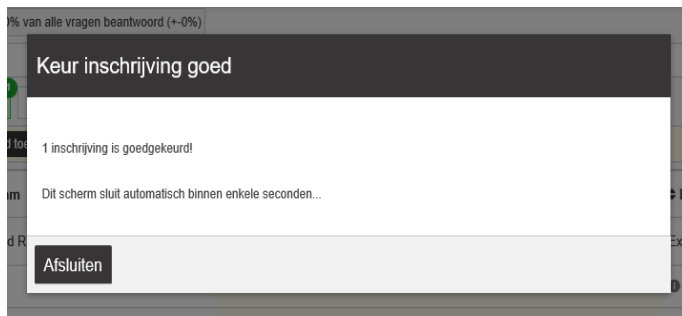 0% van alle vragen beantwoord (+-0%)
Keur inschrijving goed
1 inschrijving is goedgekeurd!
Dit scherm sluit automatisch binnen enkele seconden...
Afsluiten